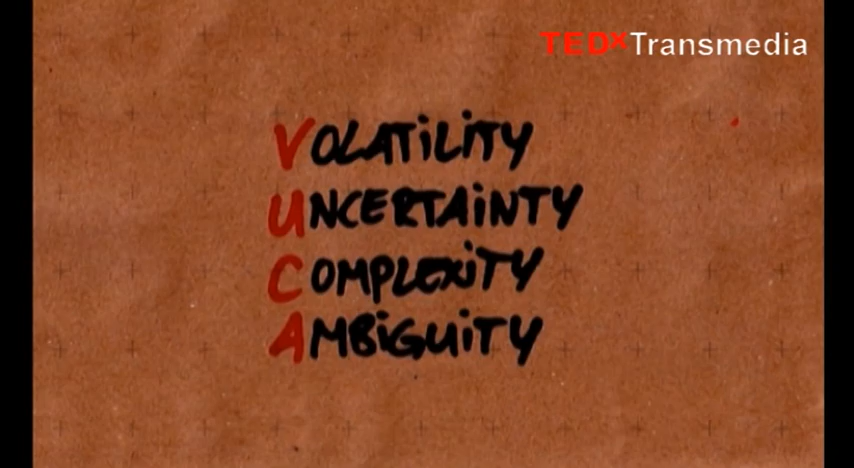 TEDxTransmedia
VOLATiLiTY
UNCERTAiNTY
COMPLEXiTY
AMBiGUiTY